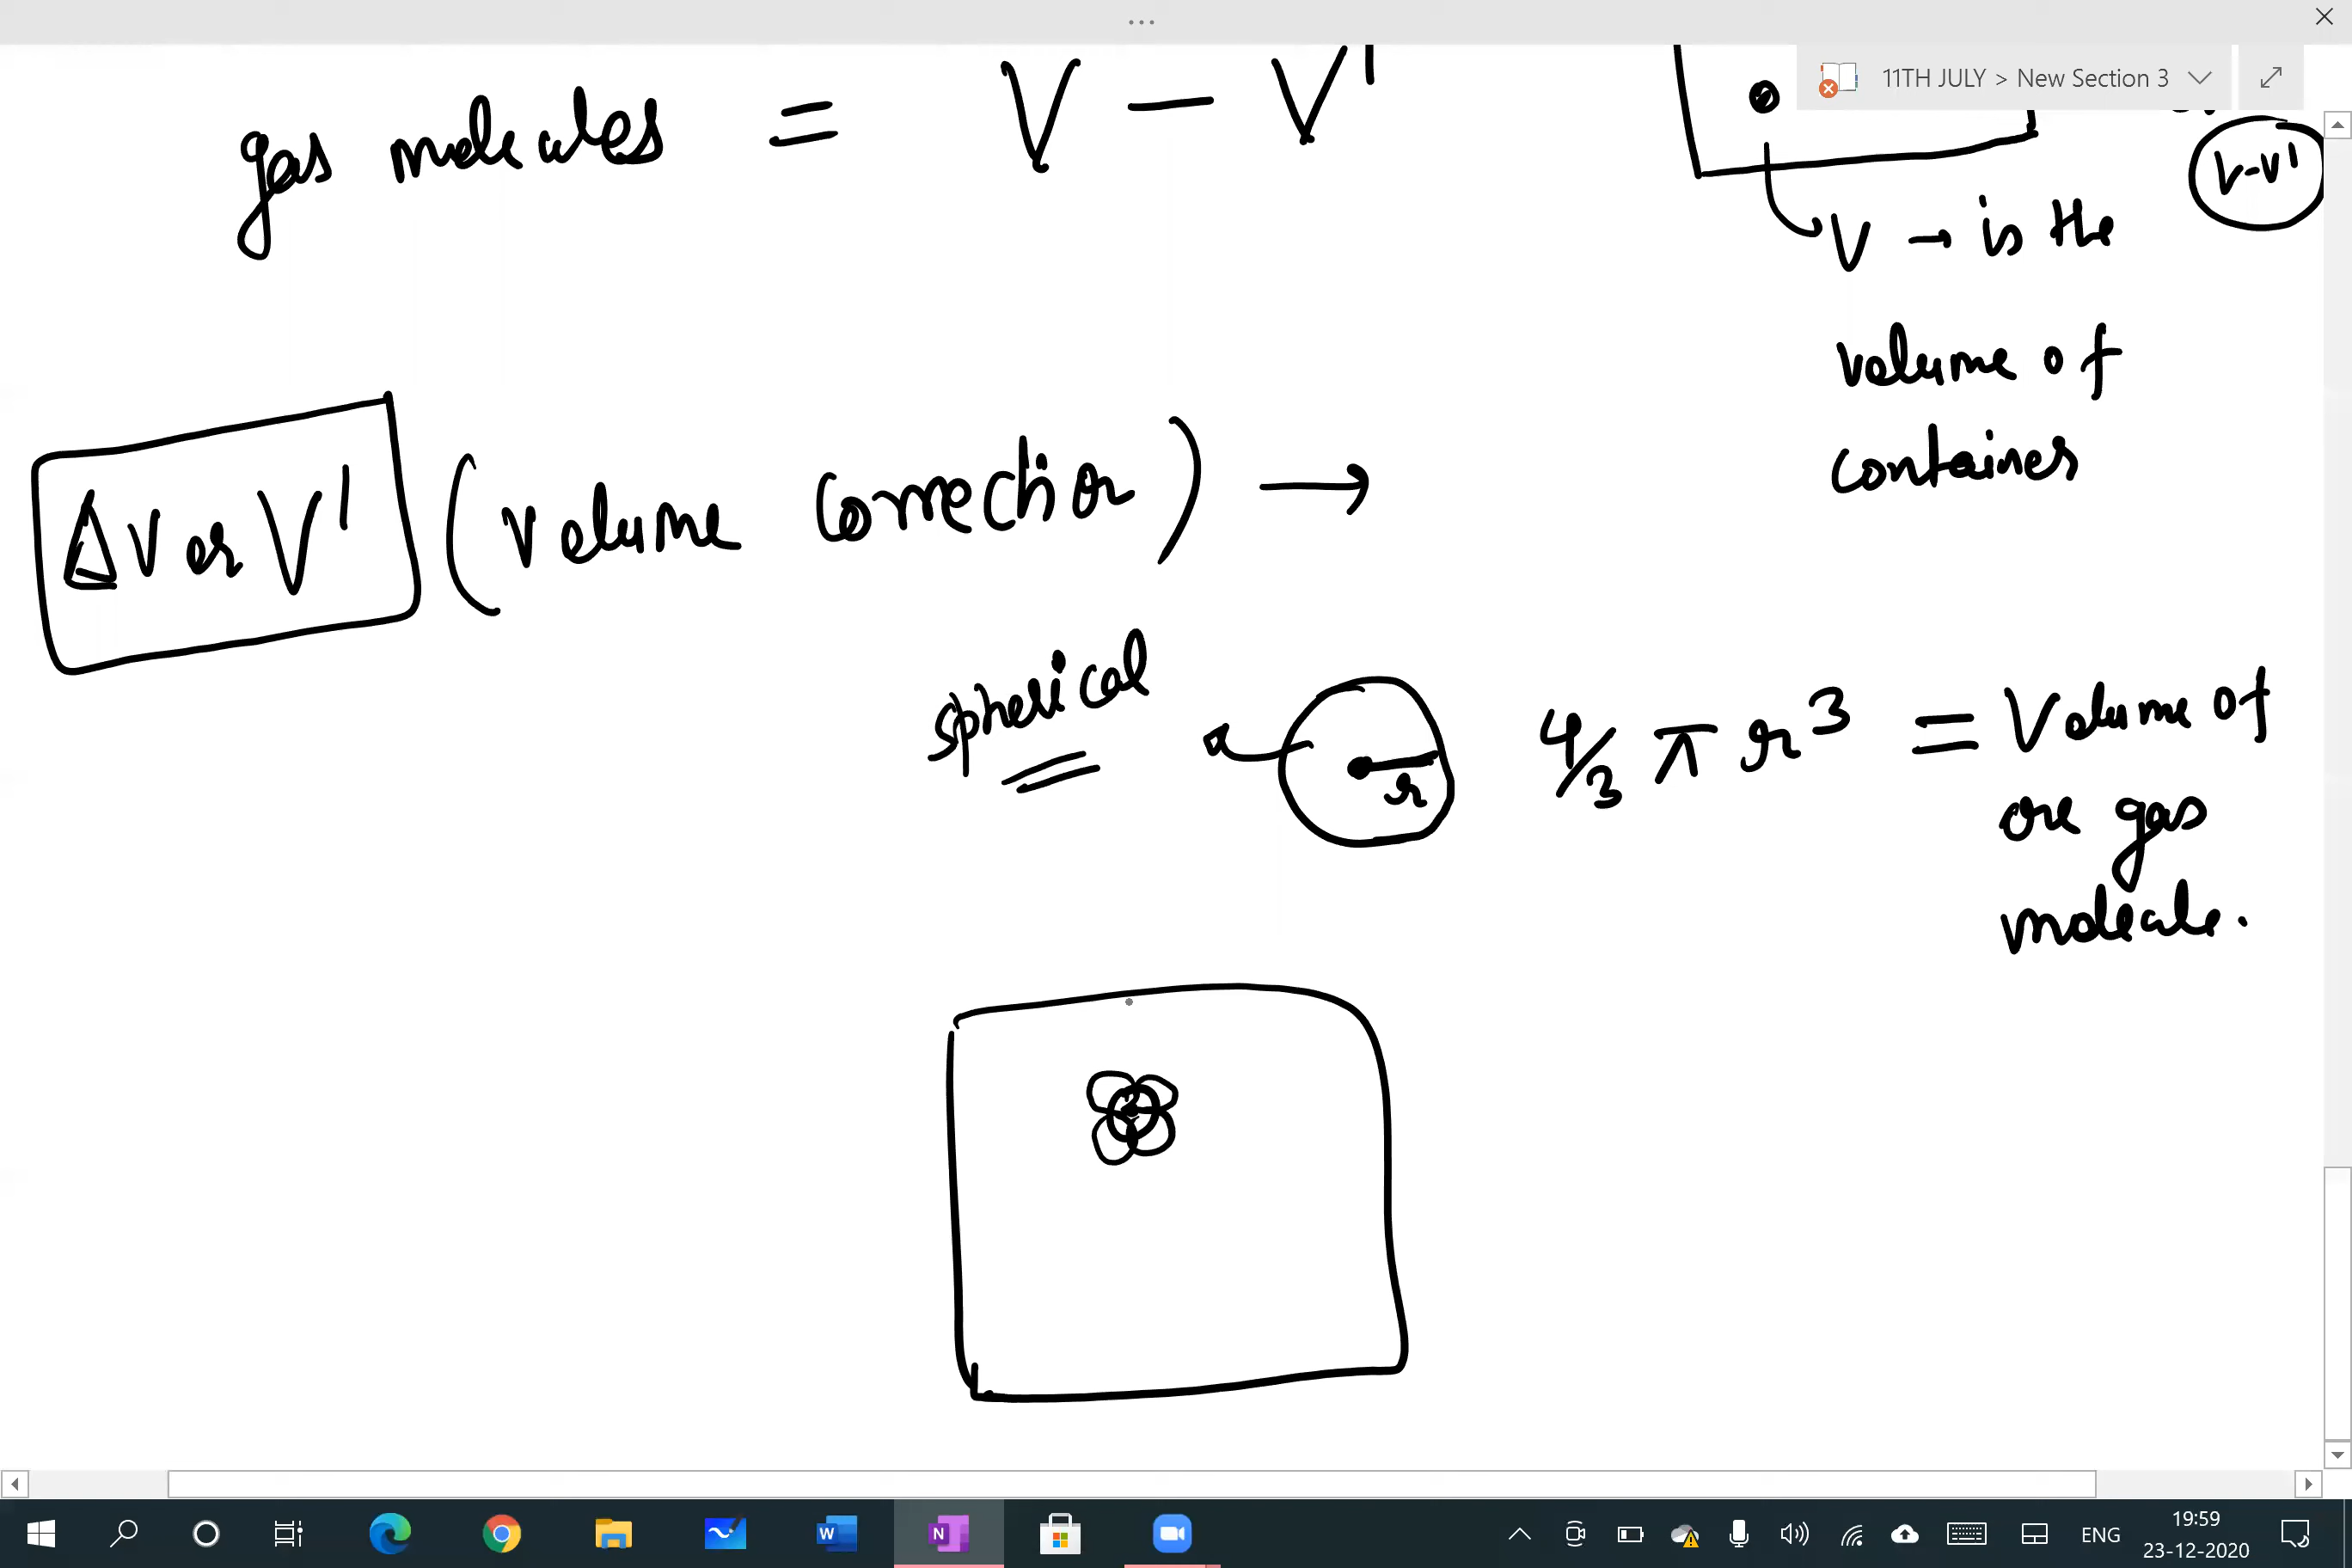 ...
11TH JULY > New Section 3
gas molecules = V - V'
V-V'
V → is the
volume of
container
ΔV or V' (Volume Correction) →
spherical
r
4/3 π r³ = Volume of
one gas
molecule.
ENG
19:59
23-12-2020